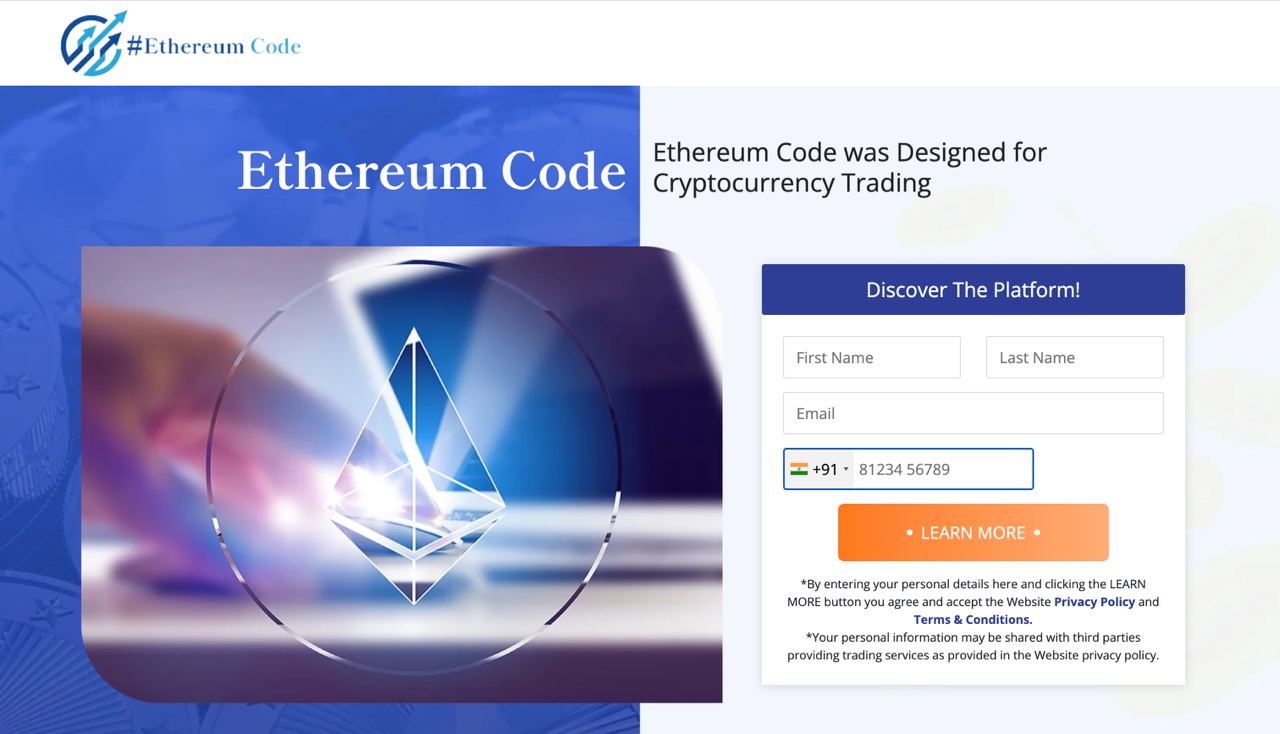 #Ethereum Code
Ethereum Code
Ethereum Code was Designed for
Cryptocurrency Trading
Discover The Platform!
First Name
Last Name
Email
+91 81234 56789
• LEARN MORE •
*By entering your personal details here and clicking the LEARN
MORE button you agree and accept the Website Privacy Policy and
Terms & Conditions.
*Your personal information may be shared with third parties
providing trading services as provided in the Website privacy policy.